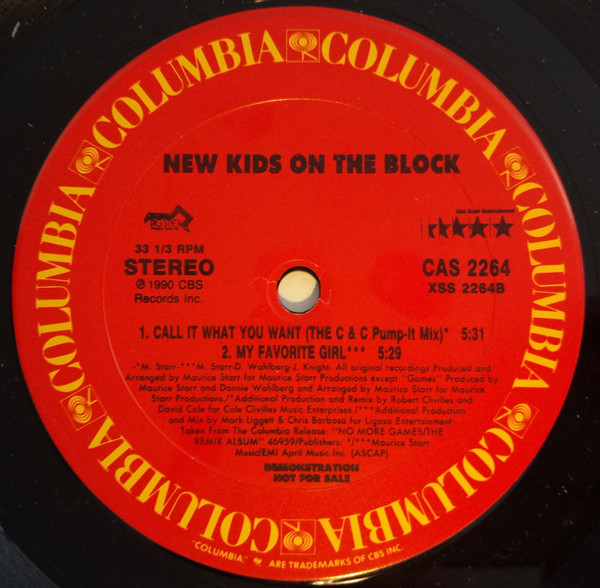 COLUMBIA COLUMBIA COLUMBIA COLUMBIA COLUMBIA COLUMBIA COLUMBIA COLUMBIA
NEW KIDS ON THE BLOCK
33 1/3 RPM
STEREO
℗ 1990 CBS
Records Inc.
CAS 2264
XSS 2264B
1. CALL IT WHAT YOU WANT (THE C & C Pump-It Mix)* 5:31
2. MY FAVORITE GIRL*** 5:29
-*M. Starr-***M. Starr-D. Wahlberg-J. Knight- All original recordings Produced and
Arranged by Maurice Starr for Maurice Starr Productions except "Games" Produced by
Maurice Starr and Donnie Wahlberg and Arranged by Maurice Starr for Maurice
Starr Productions./*Additional Production and Remix by Robert Clivilles and
David Cole for Cole Clivilles Music Enterprises./***Additional Production
and Mix by Mark Liggett & Chris Barbosa for Ligosa Entertainment
Taken From The Columbia Release: "NO MORE GAMES/THE
REMIX ALBUM" 46959/Publishers: */***Maurice Starr
Music/EMI April Music Inc. (ASCAP)
DEMONSTRATION
NOT FOR SALE
"COLUMBIA," ARE TRADEMARKS OF CBS INC.